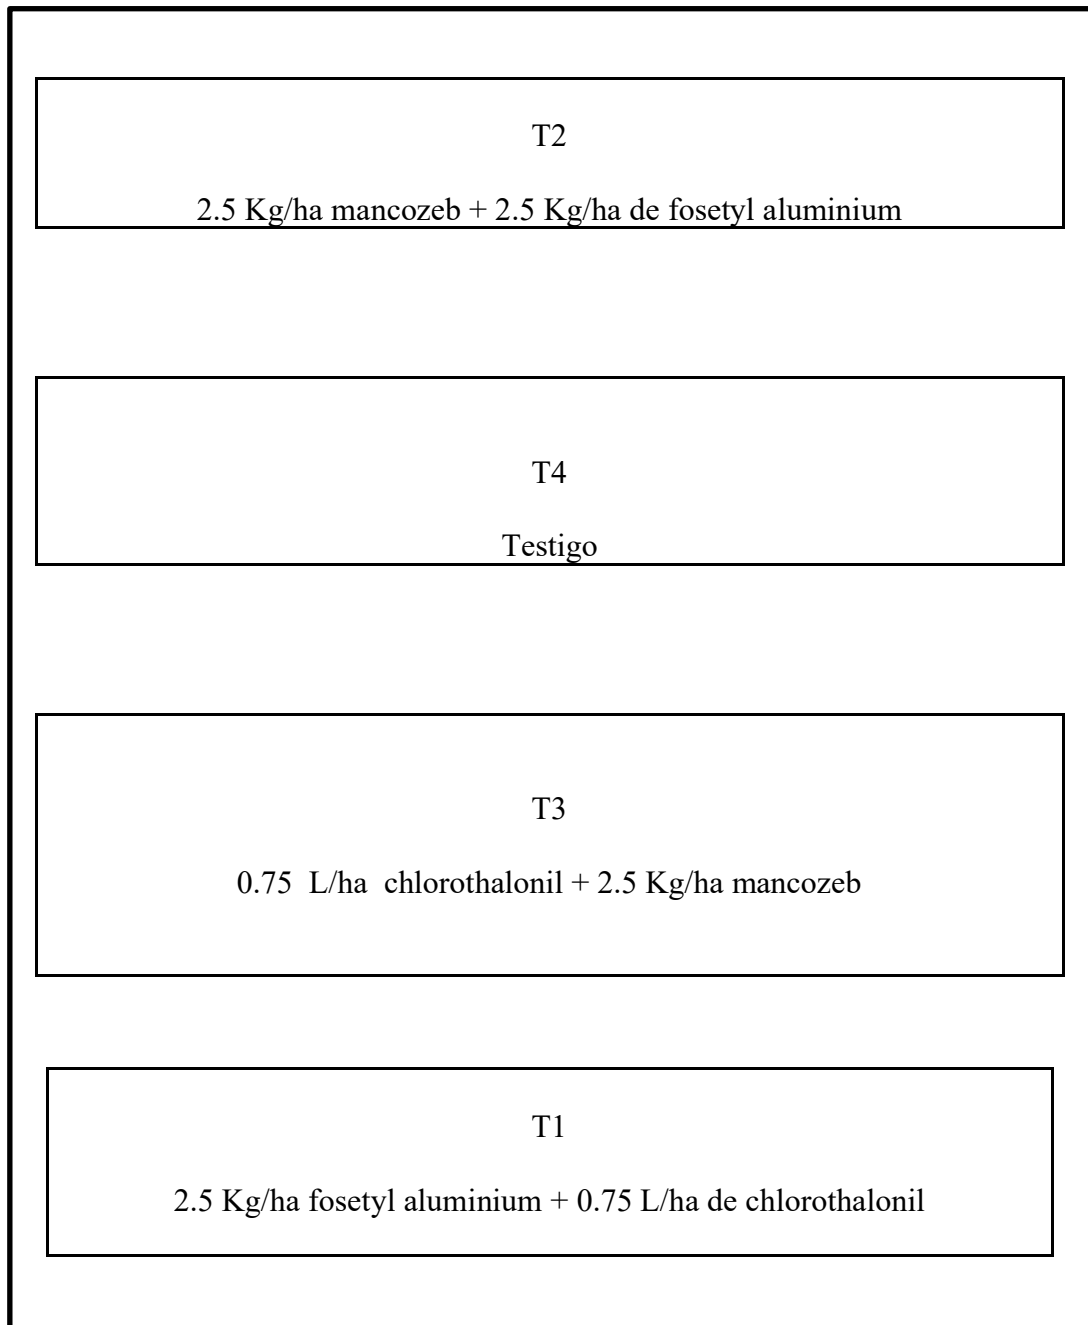 T2
2.5 Kg/ha mancozeb + 2.5 Kg/ha de fosetyl aluminium
T4
Testigo
T3
0.75  L/ha  chlorothalonil + 2.5 Kg/ha mancozeb
T1
2.5 Kg/ha fosetyl aluminium + 0.75 L/ha de chlorothalonil